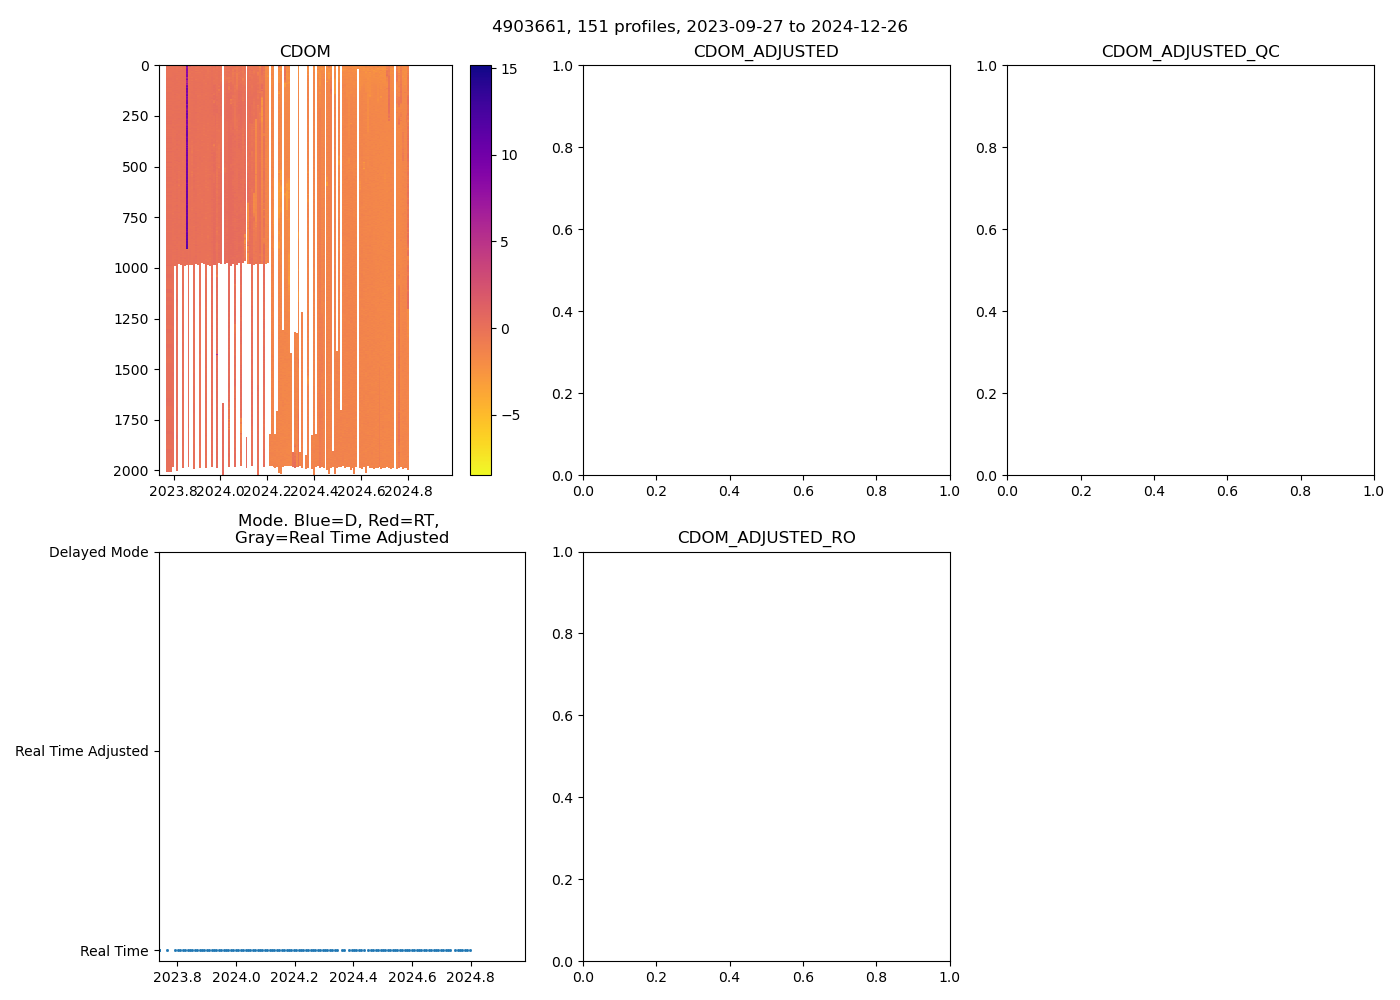 4903661, 151 profiles, 2023-09-27 to 2024-12-26
CDOM
0
250
500
750
1000
1250
1500
1750
2000
2023.8 2024.0 2024.2 2024.4 2024.6 2024.8
15
10
5
0
−5
CDOM_ADJUSTED
1.0
0.8
0.6
0.4
0.2
0.0
0.0 0.2 0.4 0.6 0.8 1.0
CDOM_ADJUSTED_QC
1.0
0.8
0.6
0.4
0.2
0.0
0.0 0.2 0.4 0.6 0.8 1.0
Mode. Blue=D, Red=RT,
Gray=Real Time Adjusted
Delayed Mode
Real Time Adjusted
Real Time
2023.8 2024.0 2024.2 2024.4 2024.6 2024.8
CDOM_ADJUSTED_RO
1.0
0.8
0.6
0.4
0.2
0.0
0.0 0.2 0.4 0.6 0.8 1.0